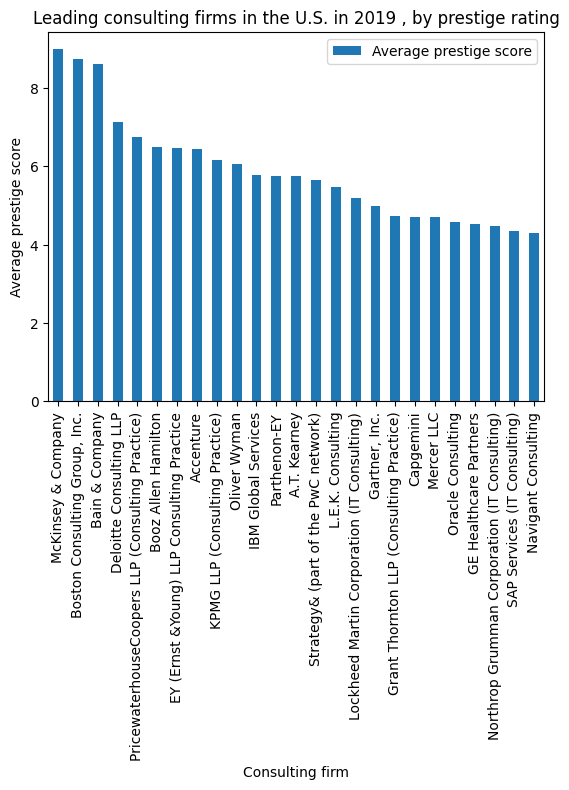 Leading consulting firms in the U.S. in 2019 , by prestige rating
Average prestige score
Average prestige score
8
6
4
2
0
McKinsey & Company
Boston Consulting Group, Inc.
Bain & Company
Deloitte Consulting LLP
PricewaterhouseCoopers LLP (Consulting Practice)
Booz Allen Hamilton
EY (Ernst &Young) LLP Consulting Practice
Accenture
KPMG LLP (Consulting Practice)
Oliver Wyman
IBM Global Services
Parthenon-EY
A.T. Kearney
Strategy& (part of the PwC network)
L.E.K. Consulting
Lockheed Martin Corporation (IT Consulting)
Gartner, Inc.
Grant Thornton LLP (Consulting Practice)
Capgemini
Mercer LLC
Oracle Consulting
GE Healthcare Partners
Northrop Grumman Corporation (IT Consulting)
SAP Services (IT Consulting)
Navigant Consulting
Consulting firm